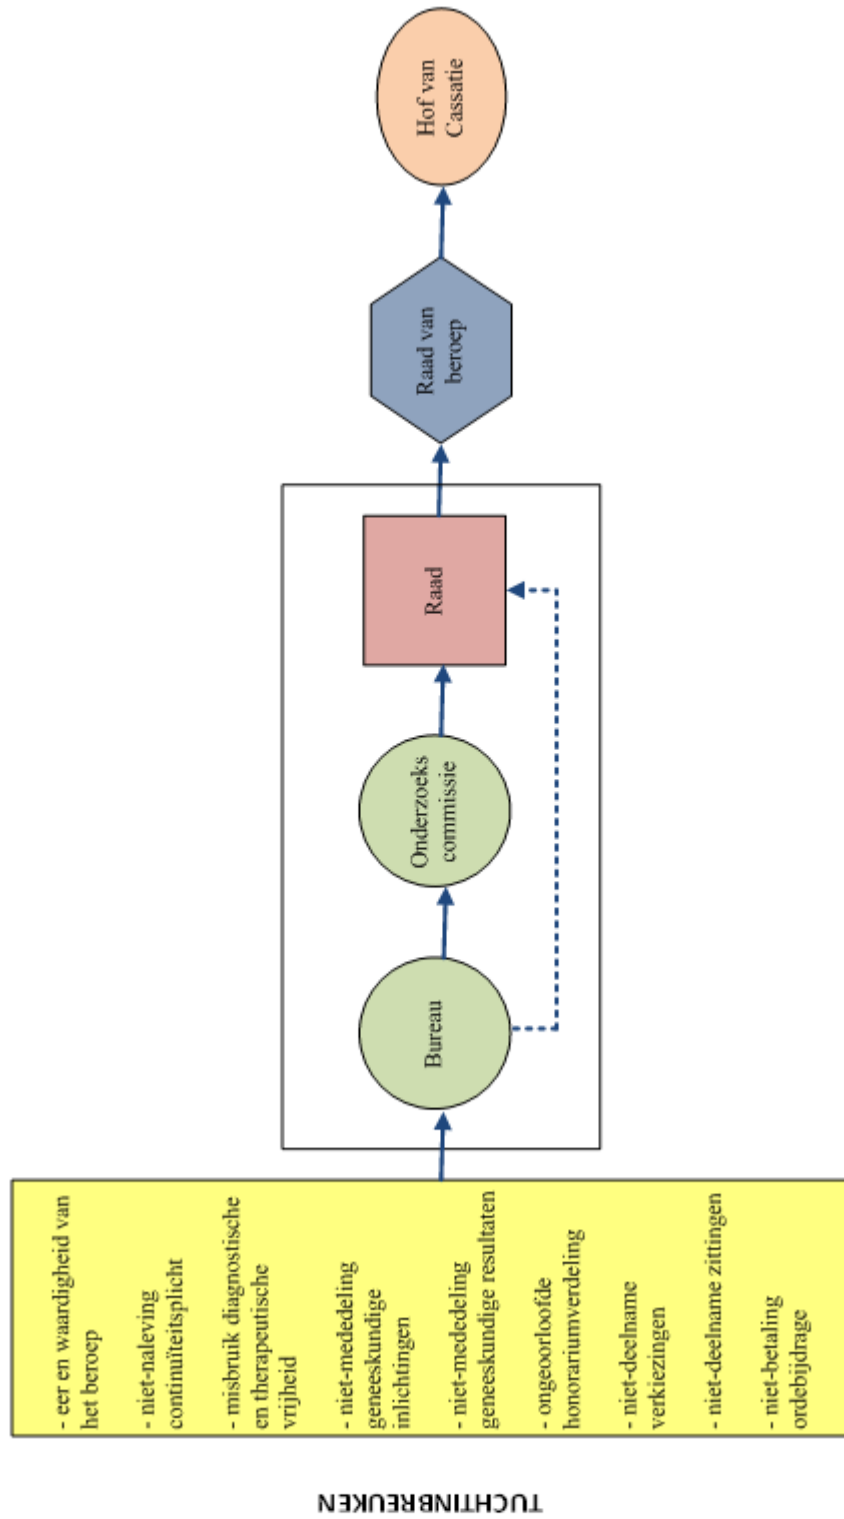 TUCHTINBREUKEN
- eer en waardigheid van
het beroep
- niet-naleving
continuïteitsplicht
- misbruik diagnostische
en therapeutische
vrijheid
- niet-mededeling
geneeskundige
inlichtingen
- niet-mededeling
geneeskundige resultaten
- ongeoorloofde
honorariumverdeling
- niet-deelname
verkiezingen
- niet-deelname zittingen
- niet-betaling
ordebijdrage
Bureau
Onderzoeks
commissie
Raad
Raad van
beroep
Hof van
Cassatie